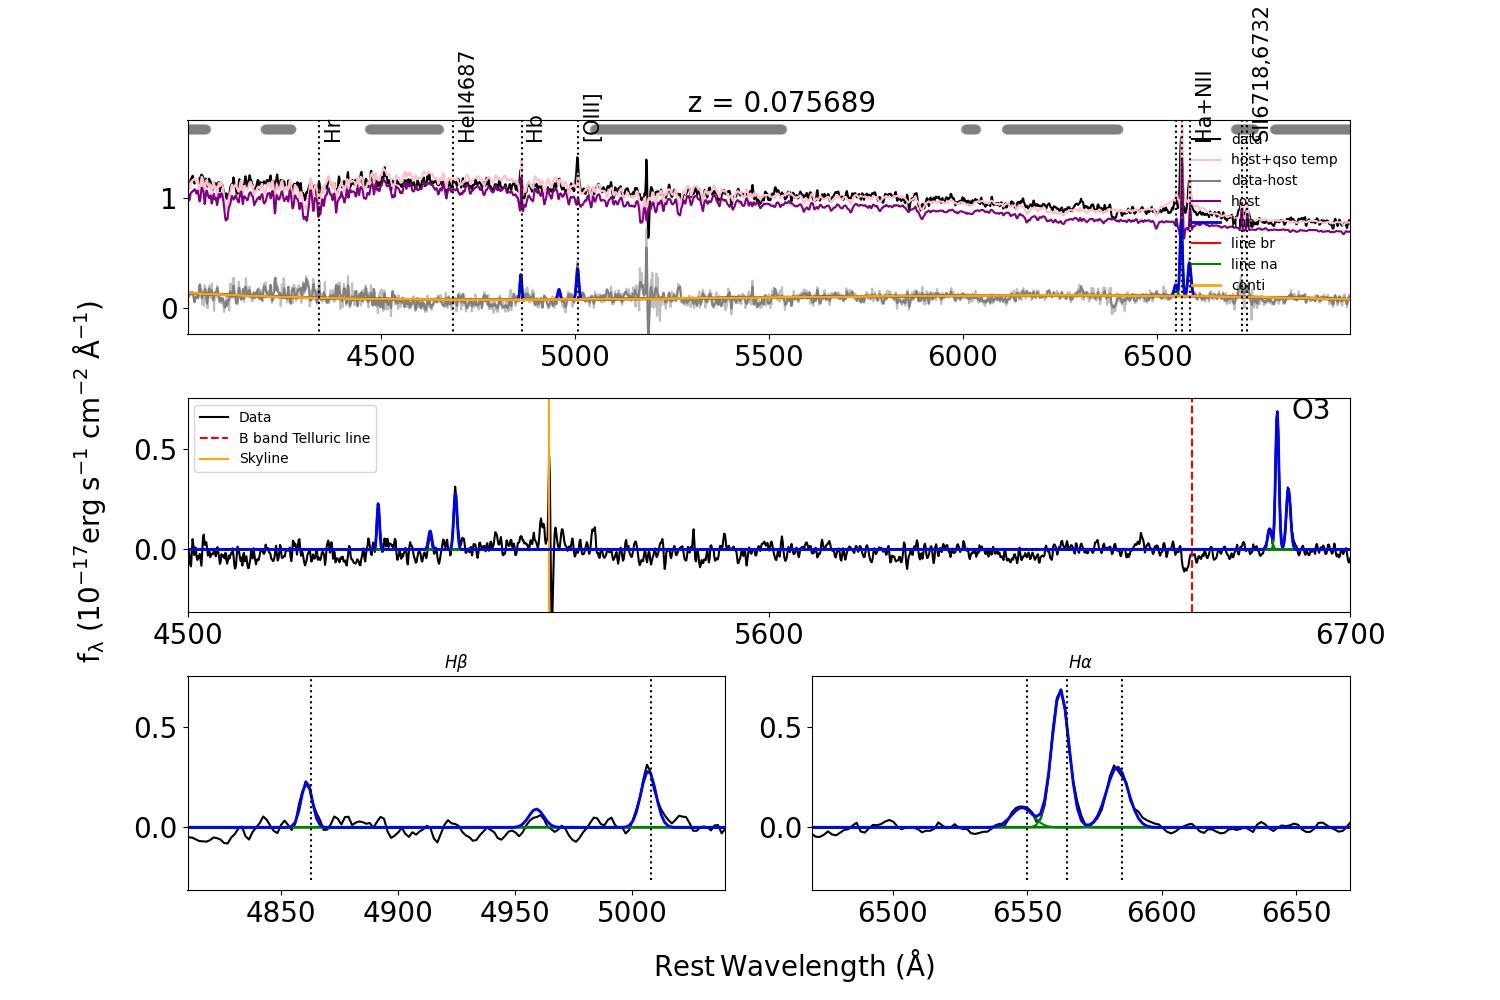 z = 0.075689
Hr
HeII4687
Hb
[OIII]
Ha+NII
SII6718,6732
data
host+qso temp
data-host
host
line br
line na
conti
1
0
4500
5000
5500
6000
6500
Data
B band Telluric line
Skyline
O3
0.5
0.0
4500
5600
6700
fλ (10−17erg s−1 cm−2 Å−1)
Hβ
0.5
0.0
4850
4900
4950
5000
Hα
0.5
0.0
6500
6550
6600
6650
Rest Wavelength (Å)